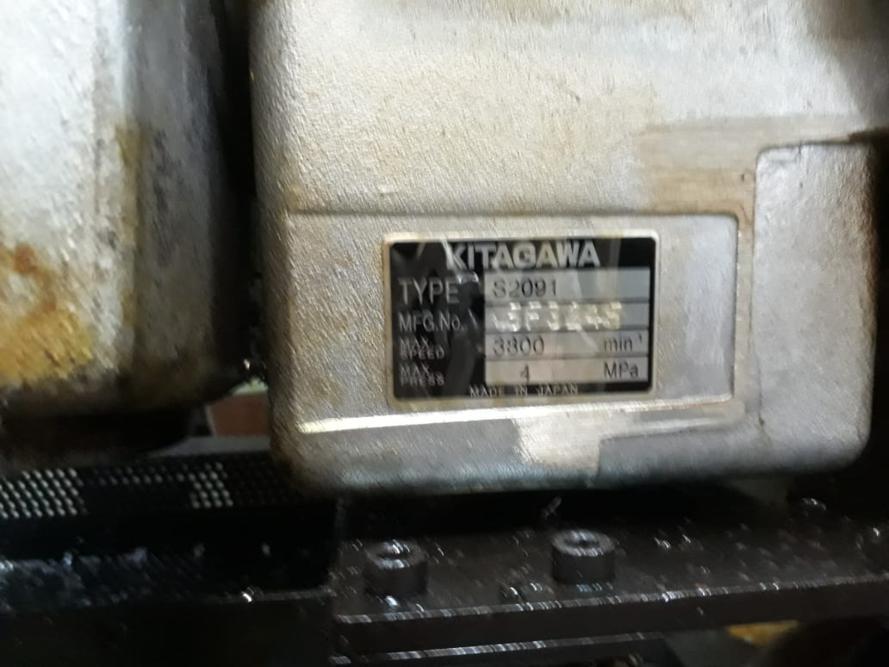 KITAGAWA
TYPE S2091
MFG.No.
MAX. SPEED 3800 min⁻¹
MAX. PRESS 4 MPa
MADE IN JAPAN